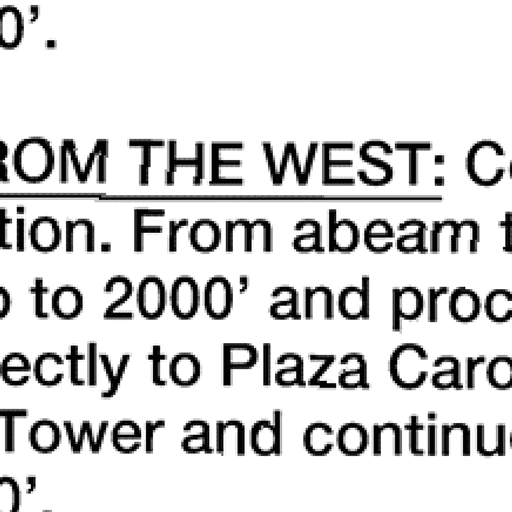 0’.
ROM THE WEST: Co
tion. From abeam t
o to 2000’ and proc
ectly to Plaza Caro
Tower and continue
0’.